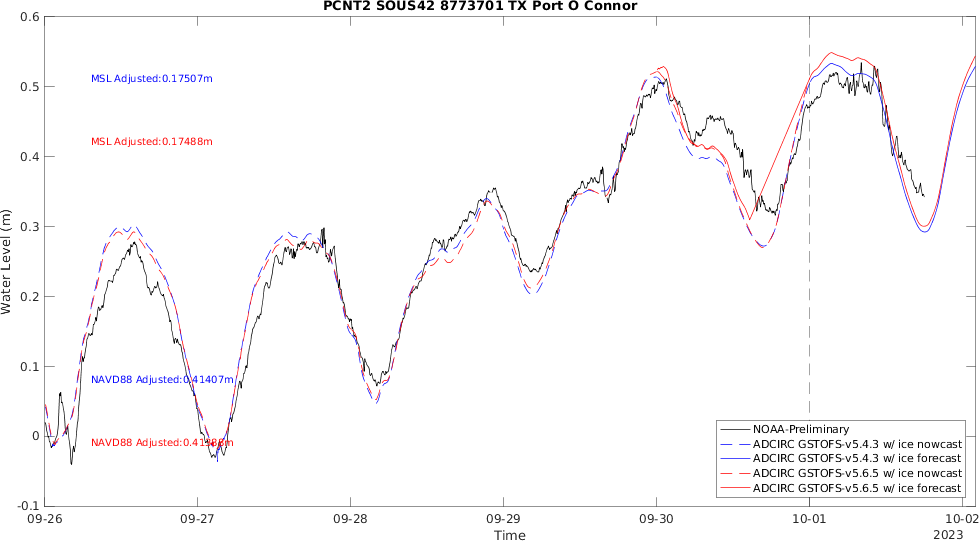 PCNT2 SOUS42 8773701 TX Port O Connor
0.6
0.5
0.4
0.3
0.2
0.1
0
-0.1
Water Level (m)
MSL Adjusted:0.17507m
MSL Adjusted:0.17488m
NAVD88 Adjusted:0.41407m
NAVD88 Adjusted:
NOAA-Preliminary
ADCIRC GSTOFS-v5.4.3 w/ ice nowcast
ADCIRC GSTOFS-v5.4.3 w/ ice forecast
ADCIRC GSTOFS-v5.6.5 w/ ice nowcast
ADCIRC GSTOFS-v5.6.5 w/ ice forecast
09-26 09-27 09-28 09-29 09-30 10-01 10-02
Time
2023